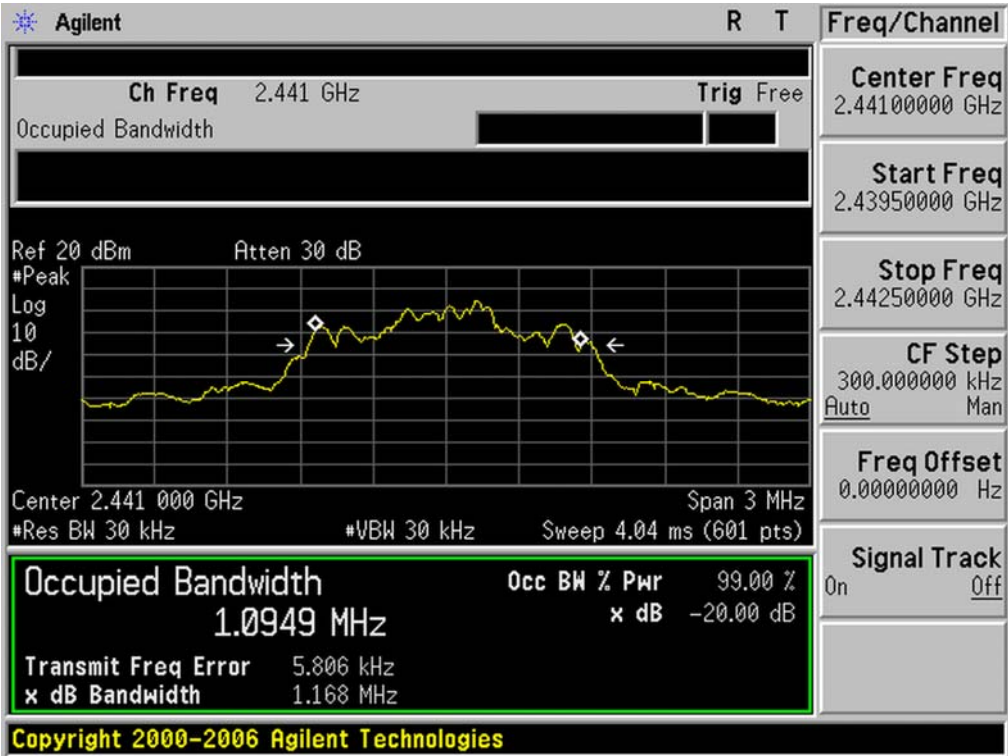 Agilent R T
Ch Freq 2.441 GHz Trig Free
Occupied Bandwidth
Ref 20 dBm Atten 30 dB
#Peak
Log
10
dB/
Center 2.441 000 GHz Span 3 MHz
#Res BW 30 kHz #VBW 30 kHz Sweep 4.04 ms (601 pts)
Occupied Bandwidth
1.0949 MHz
Occ BW % Pwr 99.00 %
x dB -20.00 dB
Transmit Freq Error 5.806 kHz
x dB Bandwidth 1.168 MHz
Copyright 2000-2006 Agilent Technologies
Freq/Channel
Center Freq
2.44100000 GHz
Start Freq
2.43950000 GHz
Stop Freq
2.44250000 GHz
CF Step
300.000000 kHz
Auto Man
Freq Offset
0.00000000 Hz
Signal Track
On Off